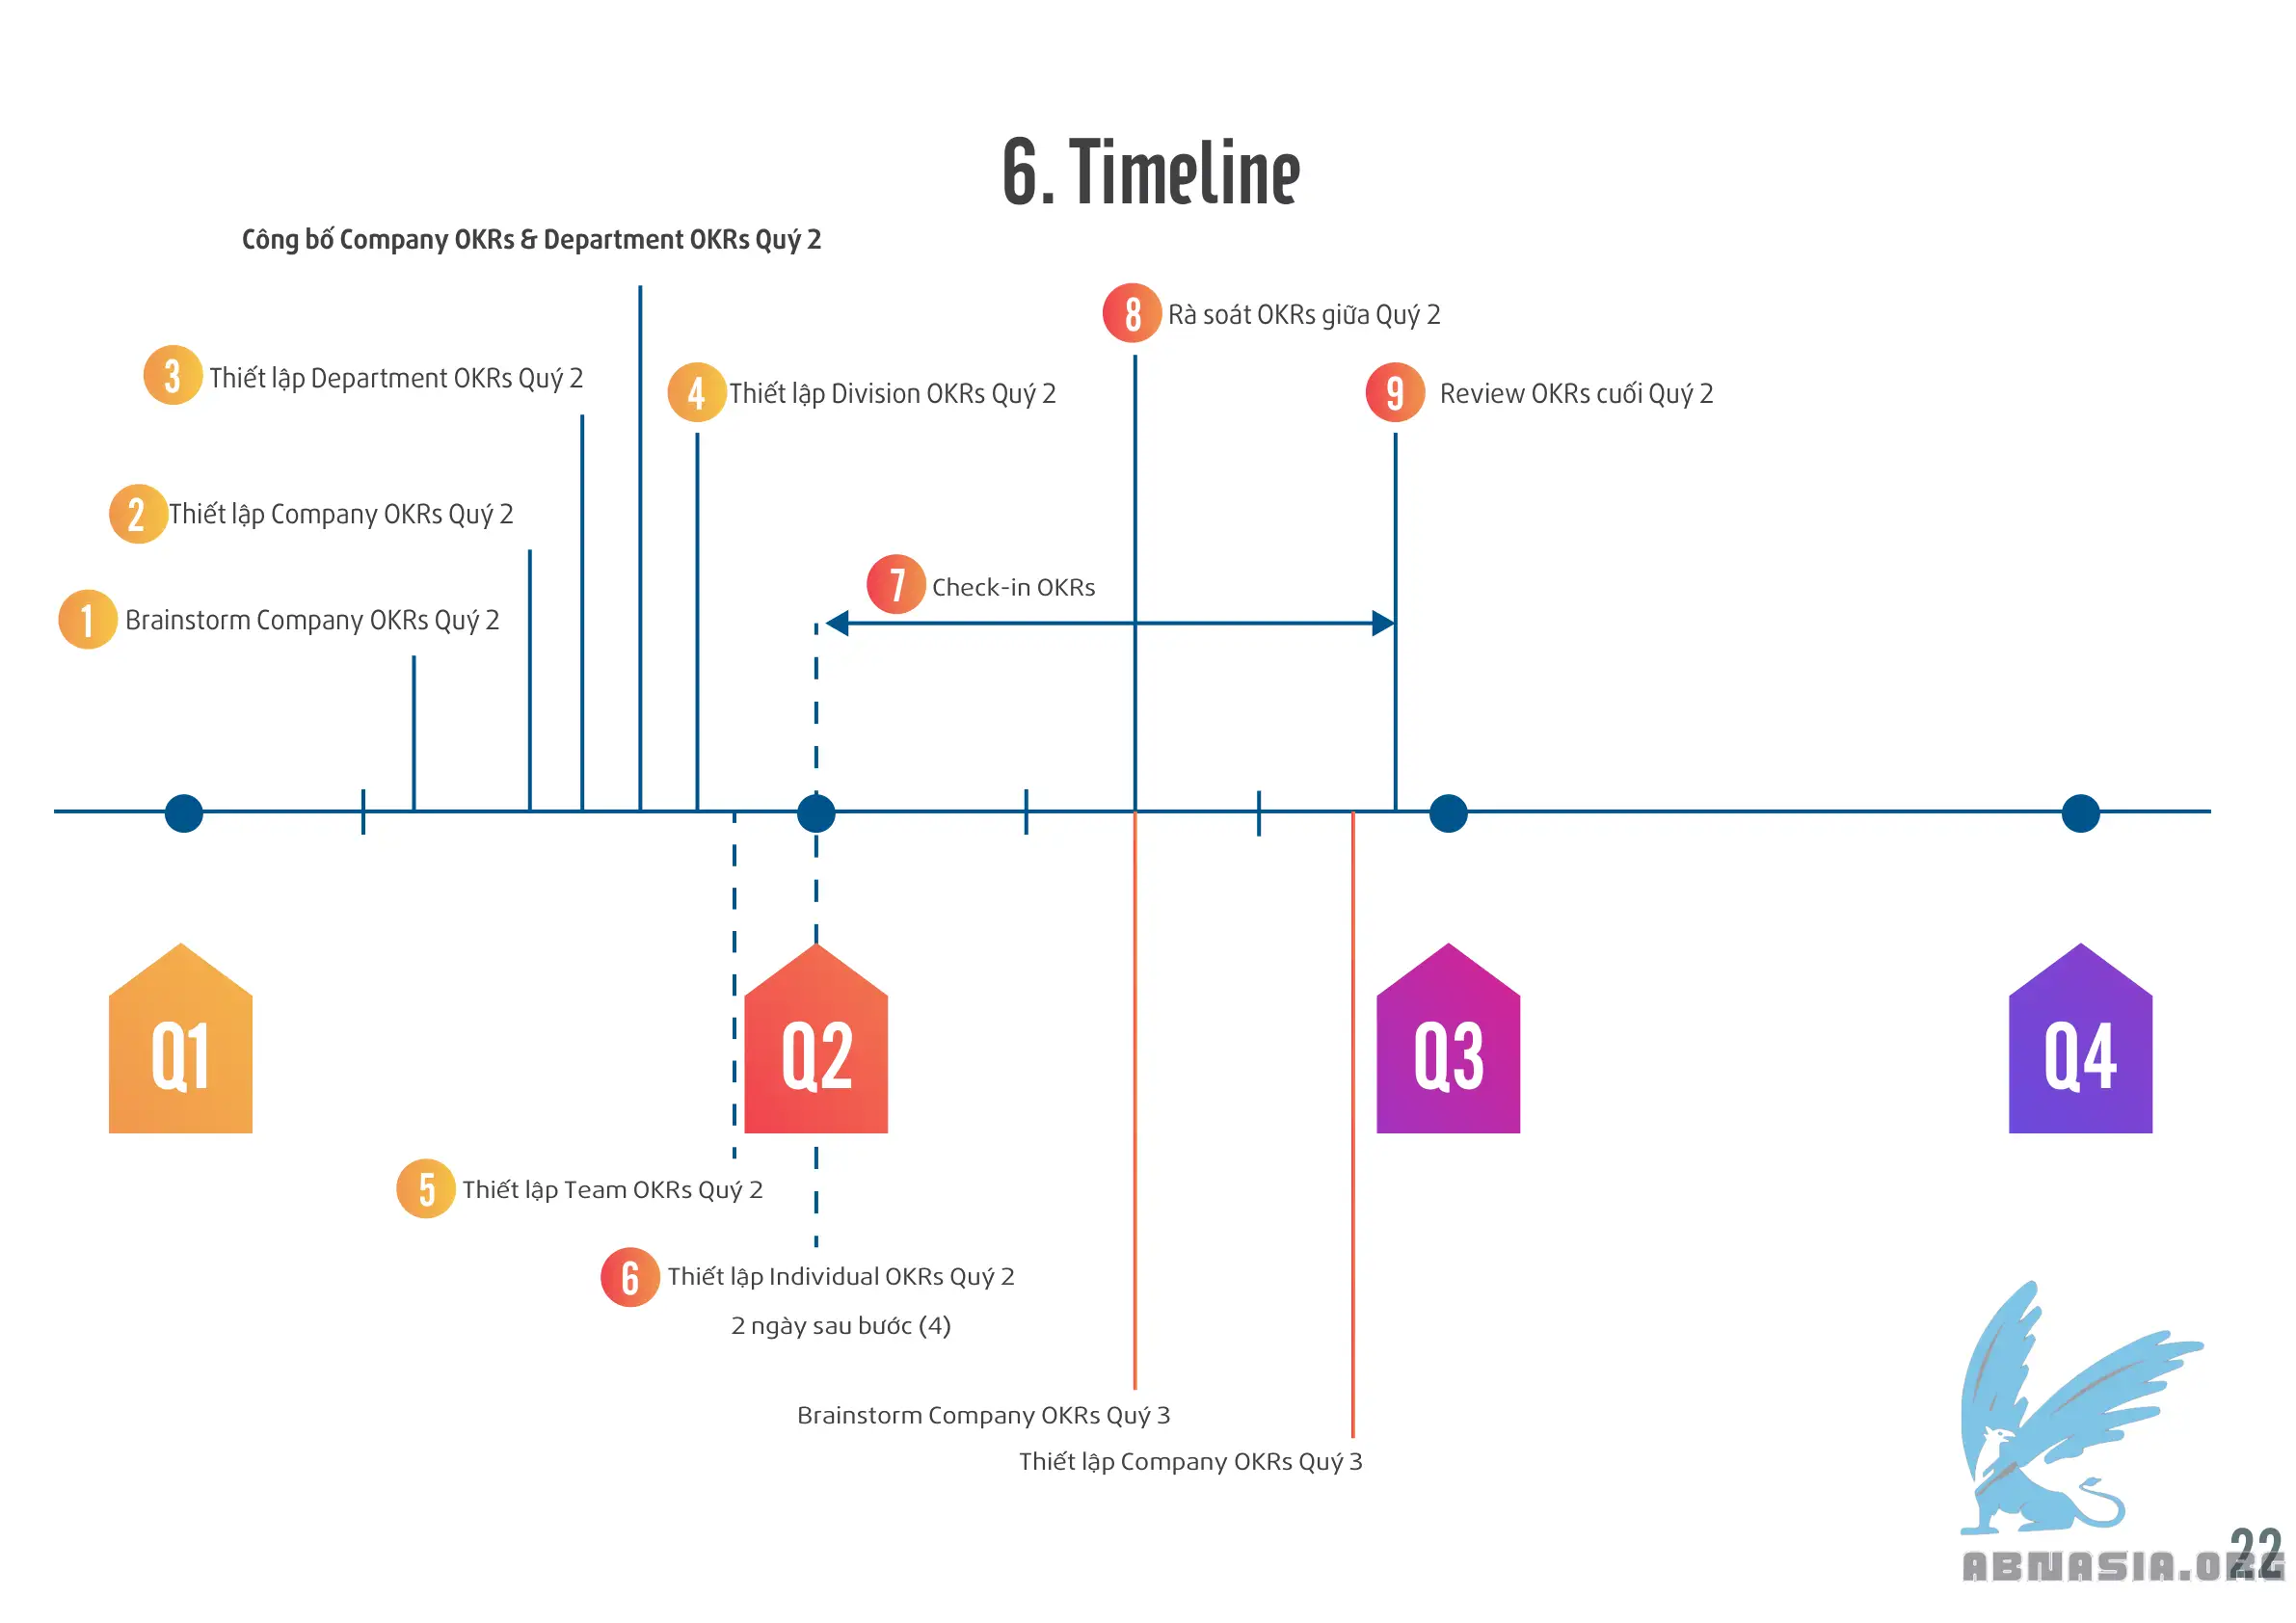 6. Timeline
Công bố Company OKRs & Department OKRs Quý 2
8 Rà soát OKRs giữa Quý 2
3 Thiết lập Department OKRs Quý 2
4 Thiết lập Division OKRs Quý 2
9 Review OKRs cuối Quý 2
2 Thiết lập Company OKRs Quý 2
7 Check-in OKRs
1 Brainstorm Company OKRs Quý 2
Q1
Q2
Q3
Q4
5 Thiết lập Team OKRs Quý 2
6 Thiết lập Individual OKRs Quý 2
2 ngày sau bước (4)
Brainstorm Company OKRs Quý 3
Thiết lập Company OKRs Quý 3
22
ABNASIA.ORG